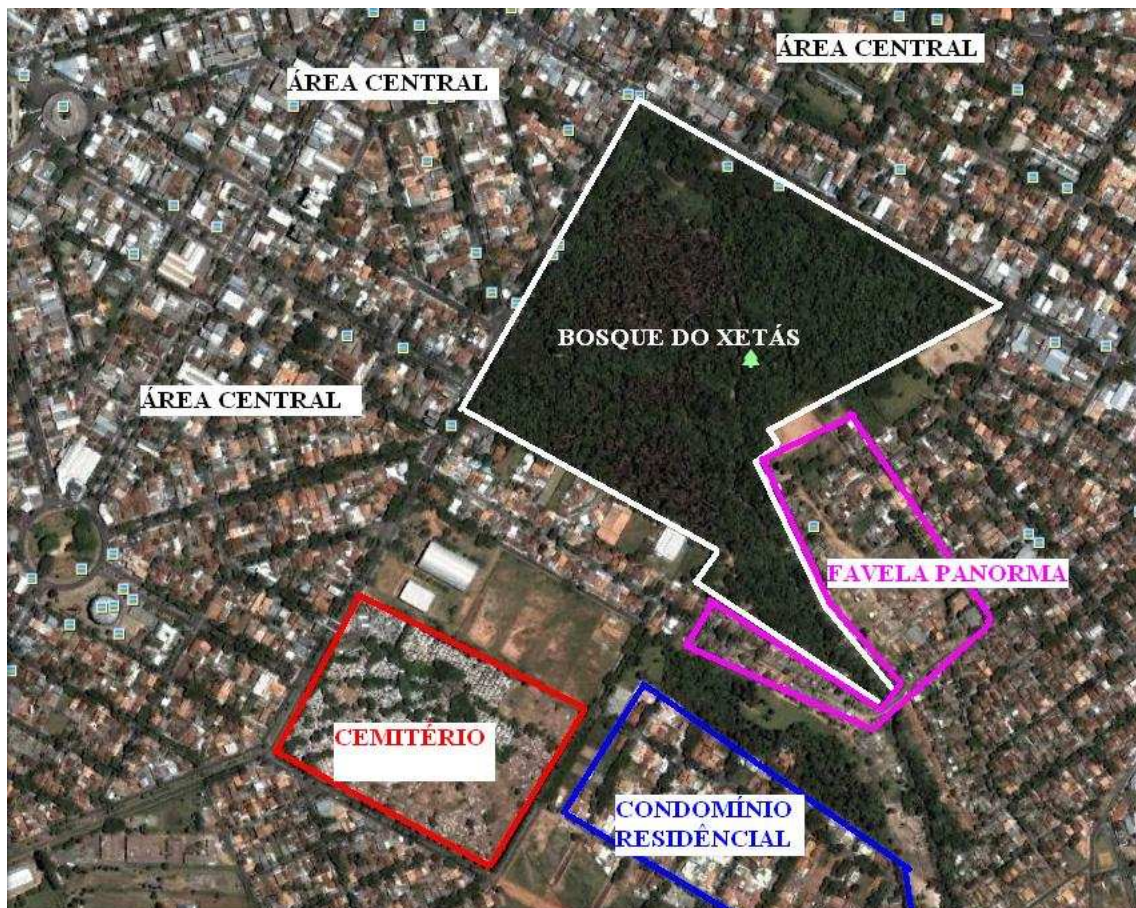 ÁREA CENTRAL
ÁREA CENTRAL
BOSQUE DO XETÁS
ÁREA CENTRAL
FAVELA PANORMA
CEMITÉRIO
CONDOMÍNIO
RESIDÊNCIAL